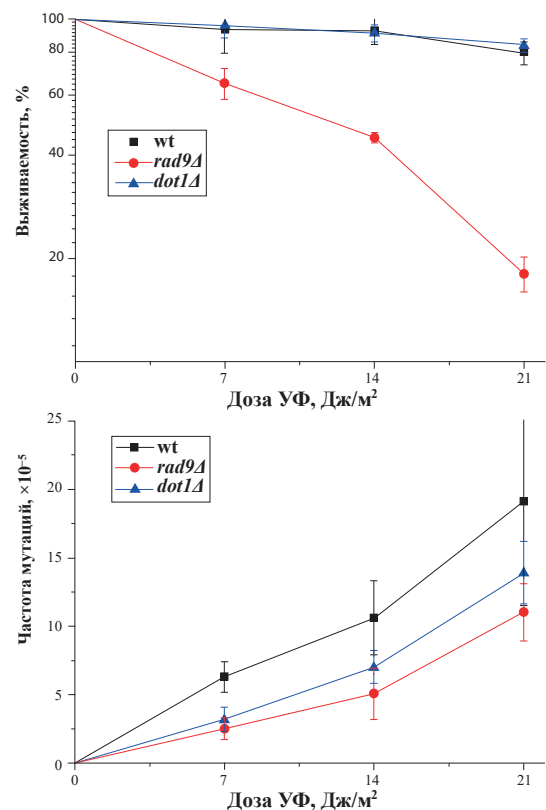 Выживаемость, %
100
80
60
40
20
wt
rad9Δ
dot1Δ
0
7
14
21
Доза УФ, Дж/м²
Частота мутаций, ×10⁻⁵
25
20
15
10
5
0
wt
rad9Δ
dot1Δ
0
7
14
21
Доза УФ, Дж/м²